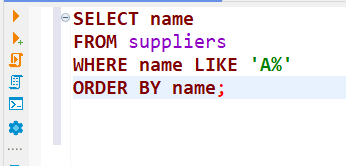 SELECT name
FROM suppliers
WHERE name LIKE 'A%'
ORDER BY name;